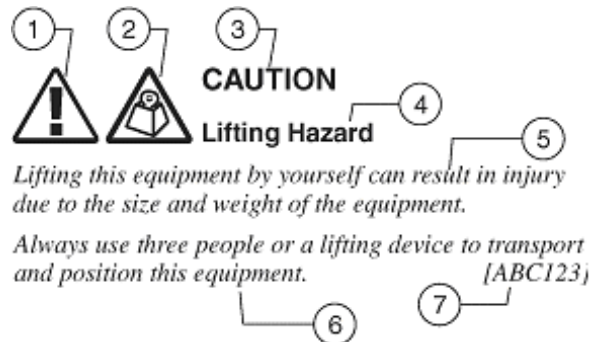 1 2 3
CAUTION
4
Lifting Hazard
5
Lifting this equipment by yourself can result in injury
due to the size and weight of the equipment.
Always use three people or a lifting device to transport
and position this equipment. [ABC123]
6 7